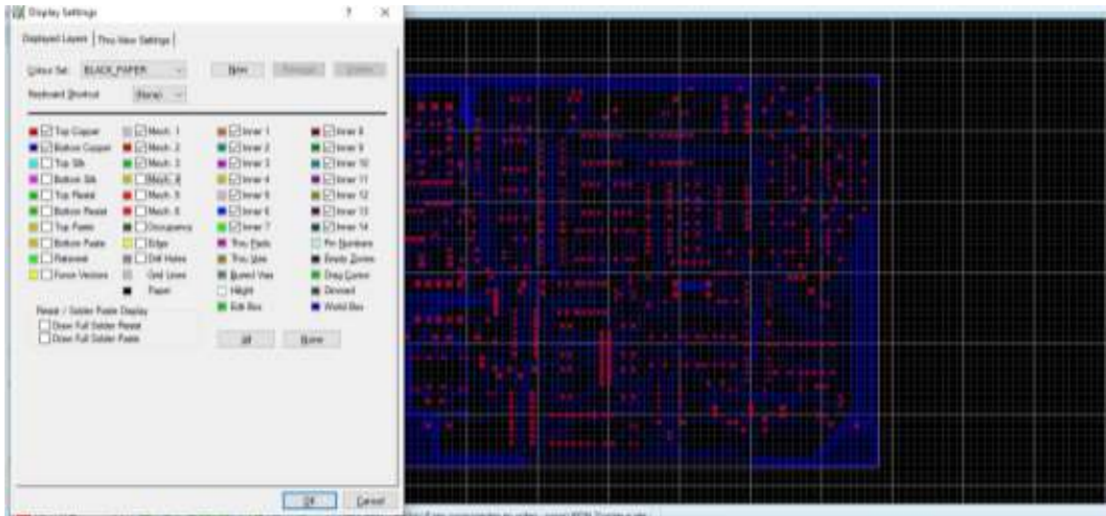 Display Settings
Displayed Layers Thru View Settings
Colour Set: BLACK_PAPER New
Keyboard Shortcut (None)
Top Copper Mech. 1 Inner 1 Inner 8
Bottom Copper Mech. 2 Inner 2 Inner 9
Top Silk Mech. 3 Inner 3 Inner 10
Bottom Silk Mech. 4 Inner 4 Inner 11
Top Resist Mech. 5 Inner 5 Inner 12
Bottom Resist Mech. 6 Inner 6 Inner 13
Top Paste Occupancy Inner 7 Inner 14
Bottom Paste Edge Thru Pads Pin Numbers
Ratsnest Drill Holes Thru Vias Empty Zones
Force Vectors Grid Lines Buried Vias Drag Cursor
Paper Hilight Dimmed
Resist / Solder Paste Display Edit Box World Box
Draw Full Solder Resist
Draw Full Solder Paste All None
OK Cancel